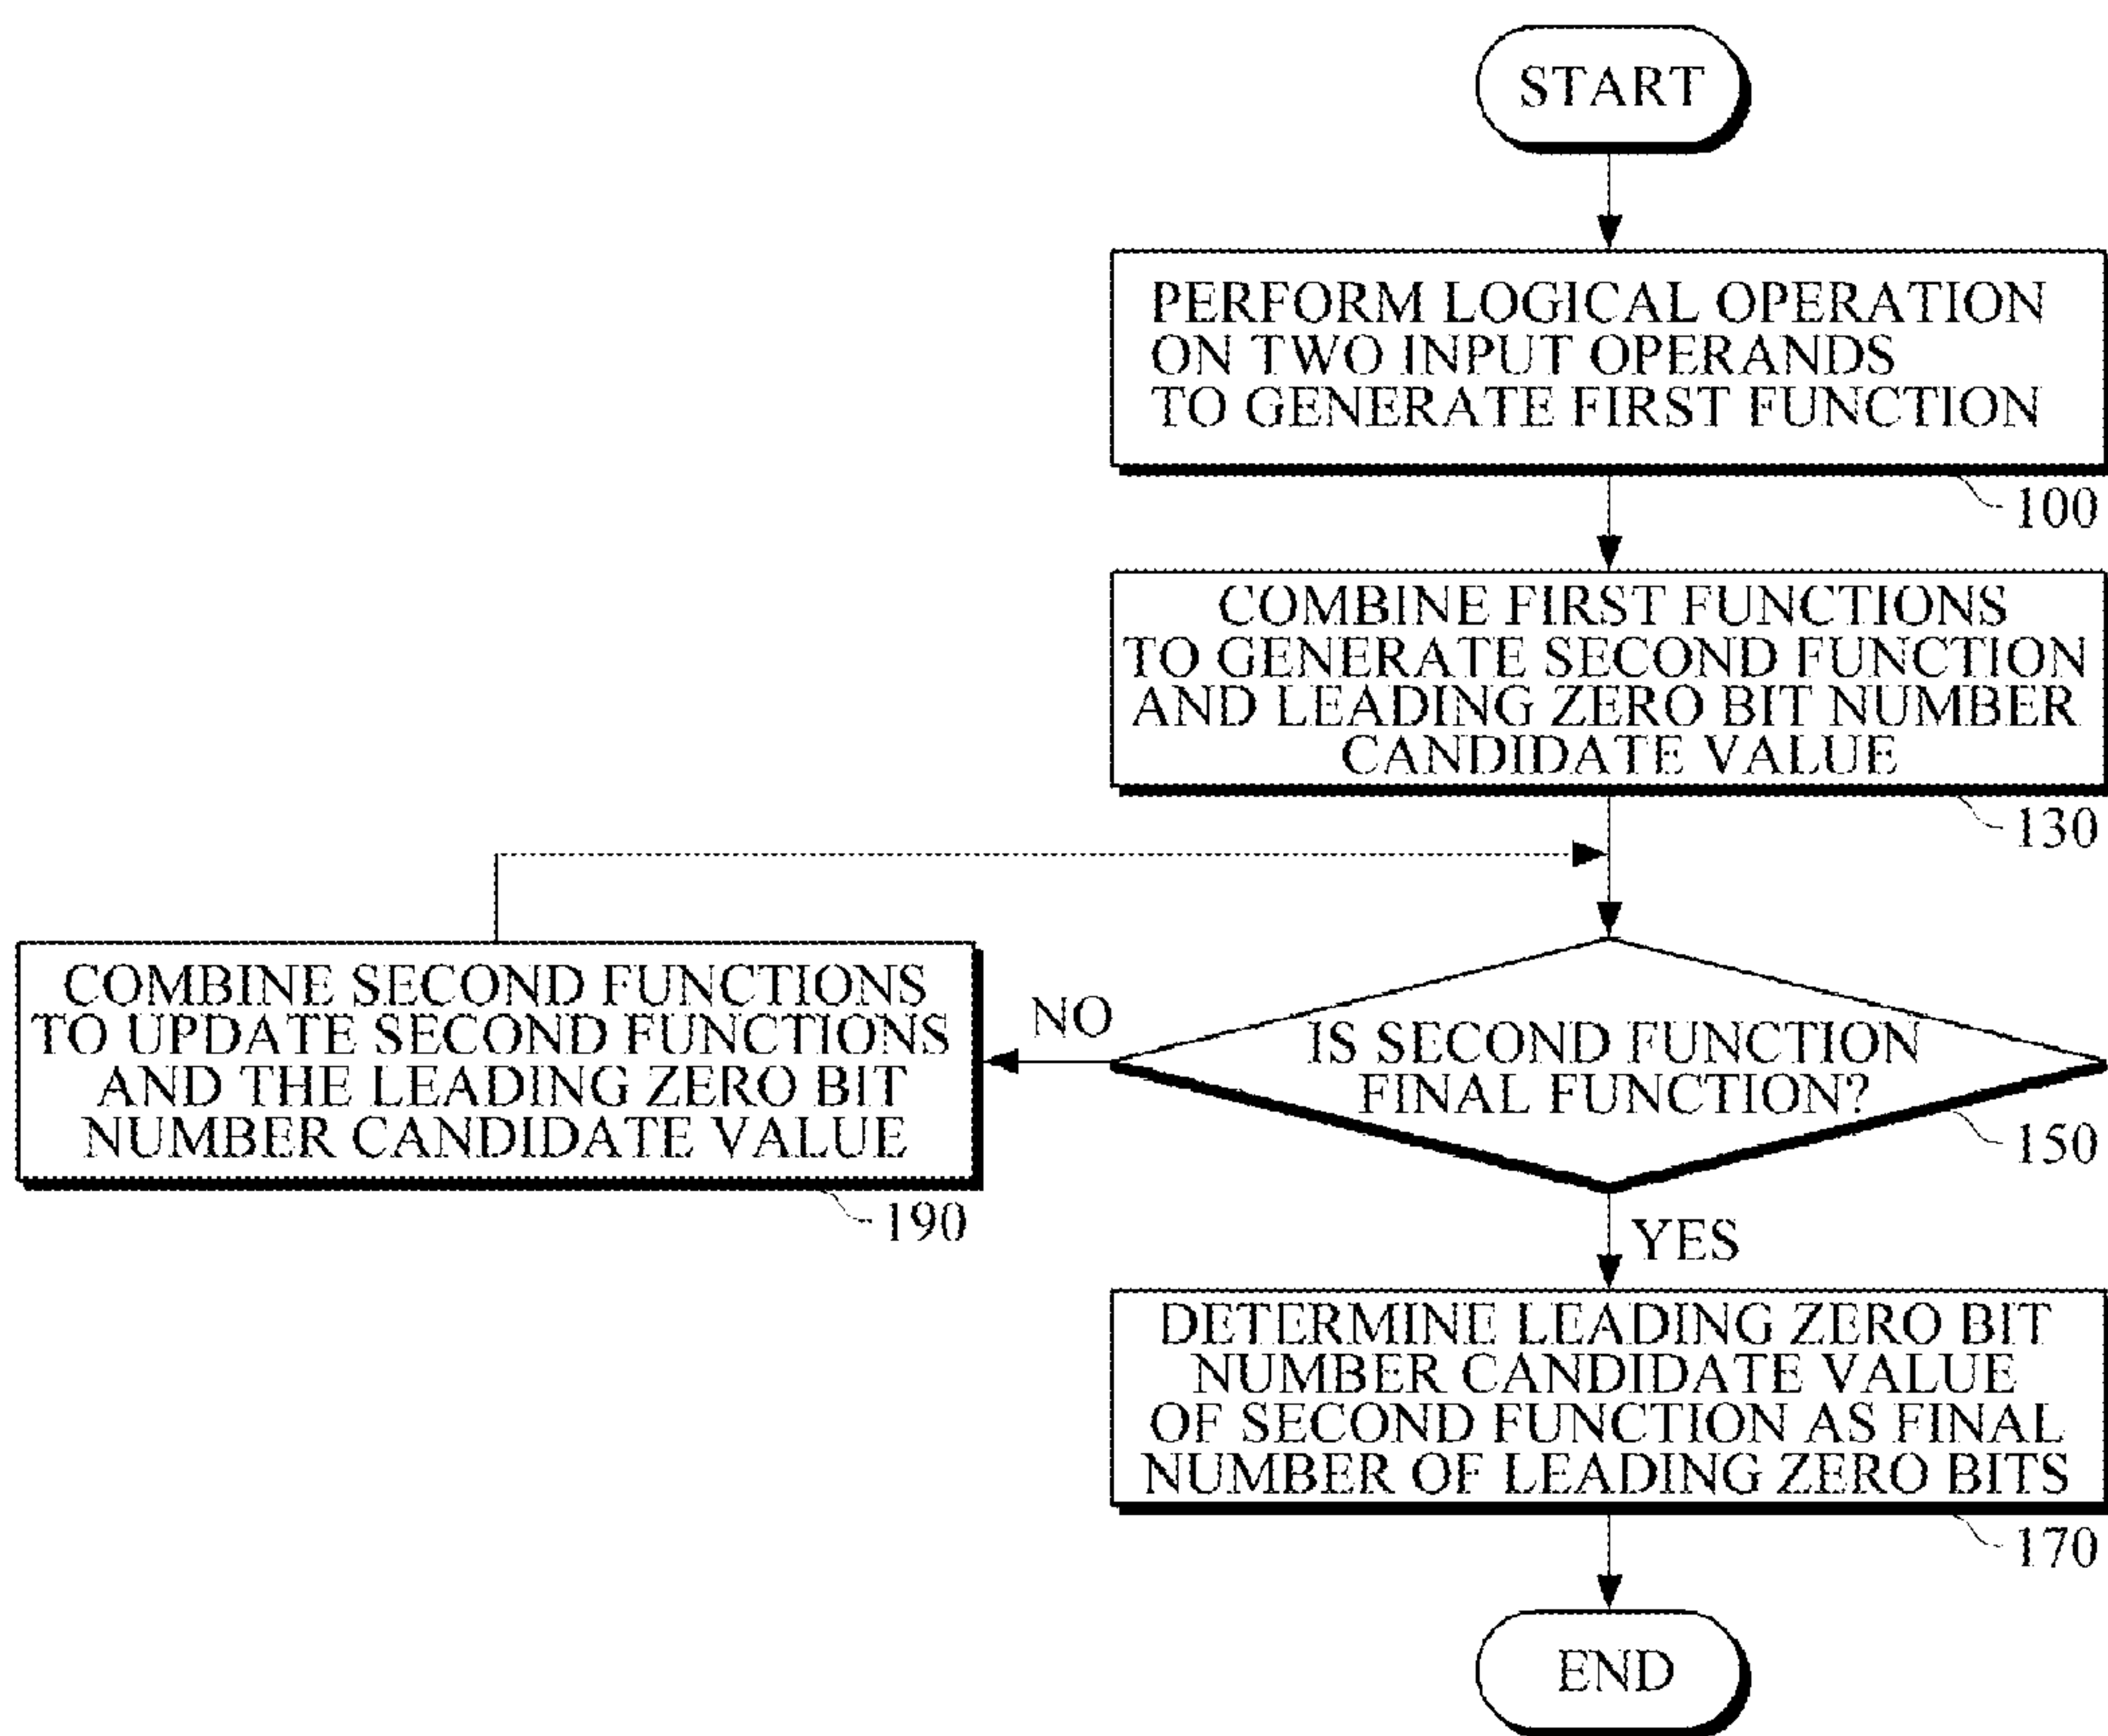 START
PERFORM LOGICAL OPERATION
ON TWO INPUT OPERANDS
TO GENERATE FIRST FUNCTION
100
COMBINE FIRST FUNCTIONS
TO GENERATE SECOND FUNCTION
AND LEADING ZERO BIT NUMBER
CANDIDATE VALUE
130
COMBINE SECOND FUNCTIONS
TO UPDATE SECOND FUNCTIONS
AND THE LEADING ZERO BIT
NUMBER CANDIDATE VALUE
190
NO
IS SECOND FUNCTION
FINAL FUNCTION?
150
YES
DETERMINE LEADING ZERO BIT
NUMBER CANDIDATE VALUE
OF SECOND FUNCTION AS FINAL
NUMBER OF LEADING ZERO BITS
170
END